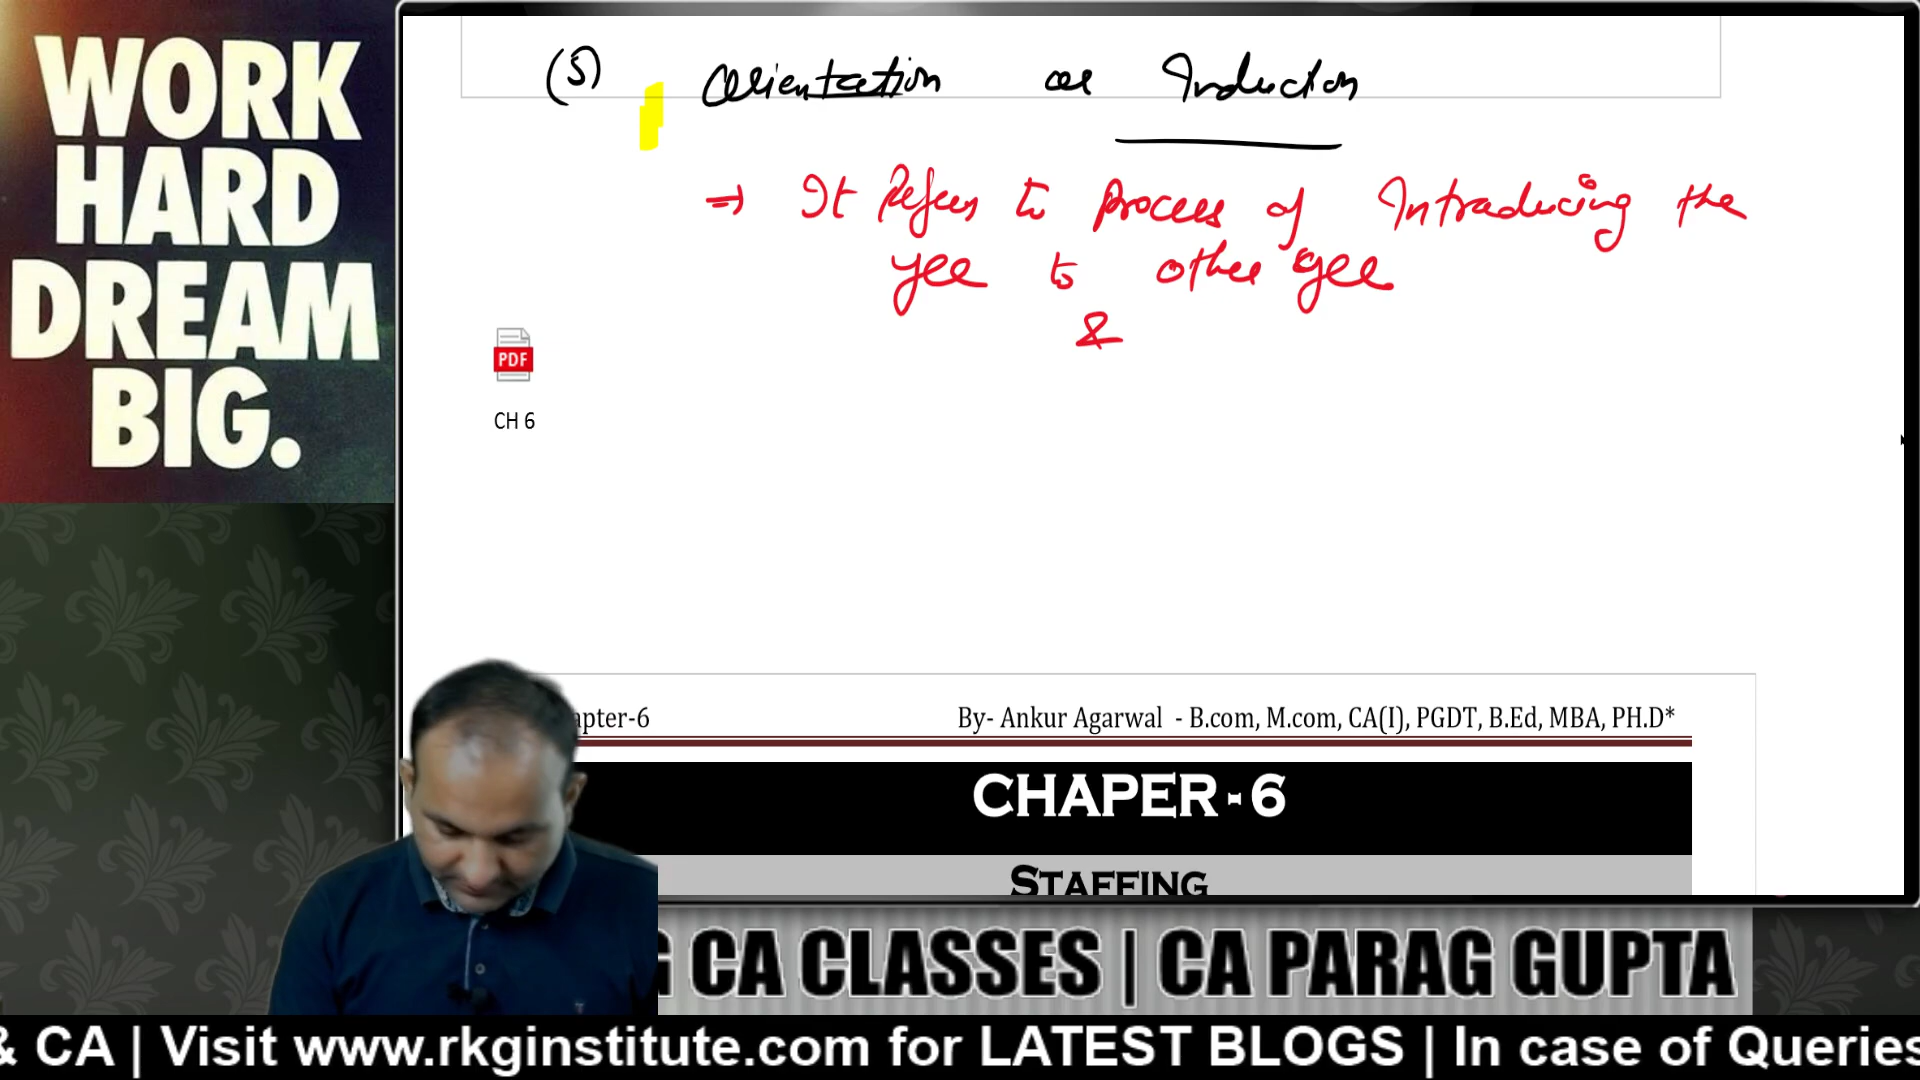 WORK
HARD
DREAM
BIG.
(5) Orientation or Induction
⇒ It Refers to Process of Introducing the
yee to other yee
&
PDF
CH 6
apter-6
By- Ankur Agarwal - B.com, M.com, CA(I), PGDT, B.Ed, MBA, PH.D*
CHAPER-6
STAFFING
G CA CLASSES | CA PARAG GUPTA
& CA | Visit www.rkginstitute.com for LATEST BLOGS | In case of Queries